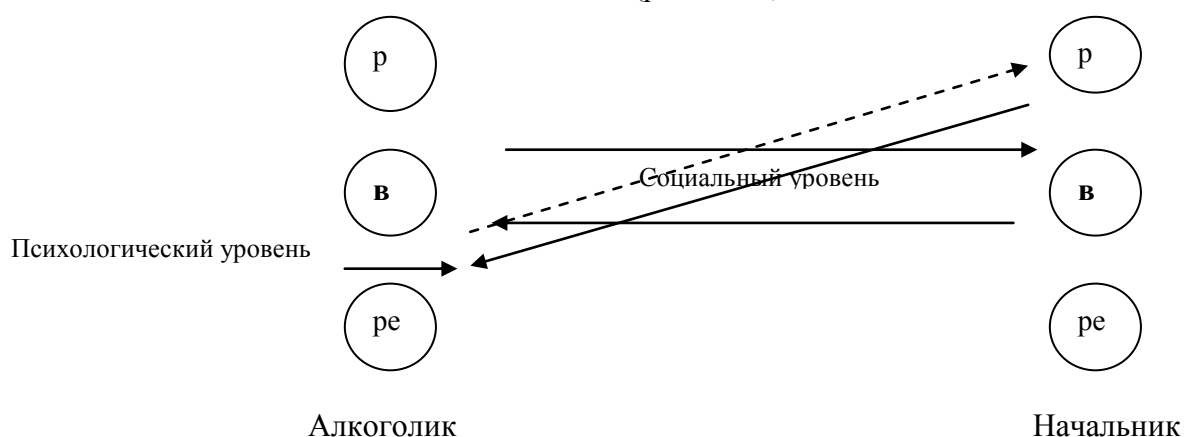 р р
Социальный уровень
в в
Психологический уровень
ре ре
Алкоголик Начальник